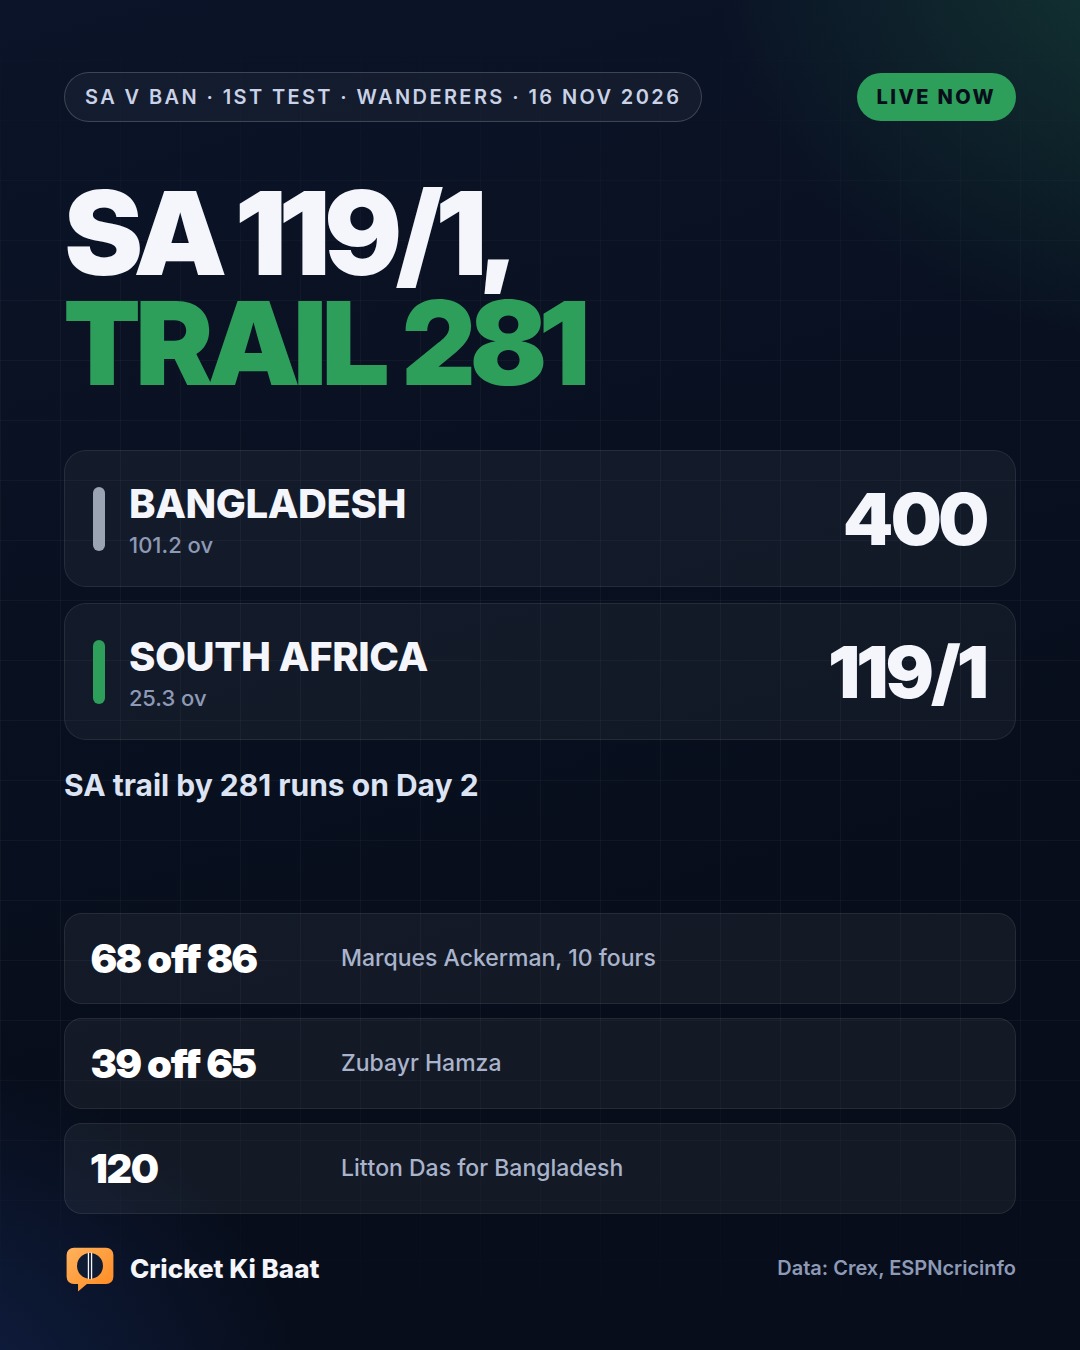 SA V BAN · 1ST TEST · WANDERERS · 16 NOV 2026
LIVE NOW
SA 119/1,
TRAIL 281
BANGLADESH
101.2 ov
400
SOUTH AFRICA
25.3 ov
119/1
SA trail by 281 runs on Day 2
68 off 86 Marques Ackerman, 10 fours
39 off 65 Zubayr Hamza
120 Litton Das for Bangladesh
Cricket Ki Baat
Data: Crex, ESPNcricinfo